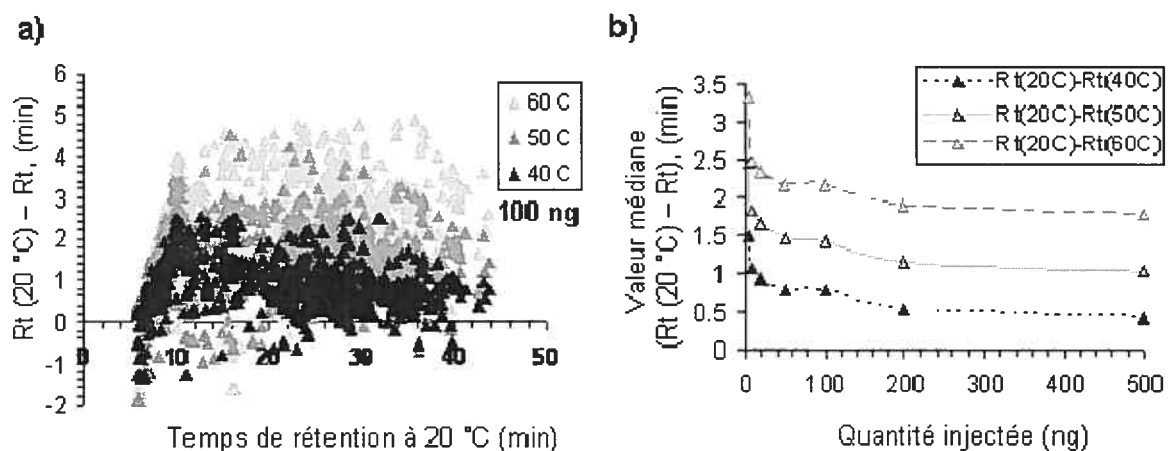 a)
Rt (20 °C) – Rt, (min)
6
5
4
3
2
1
0
-1
-2
0
10
20
30
40
50
60 C
50 C
40 C
100 ng
Temps de rétention à 20 °C (min)
b)
Valeur médiane
(Rt (20 °C) – Rt), (min)
3.5
3
2.5
2
1.5
1
0.5
0
0
100
200
300
400
500
Rt(20C)-Rt(40C)
Rt(20C)-Rt(50C)
Rt(20C)-Rt(60C)
Quantité injectée (ng)